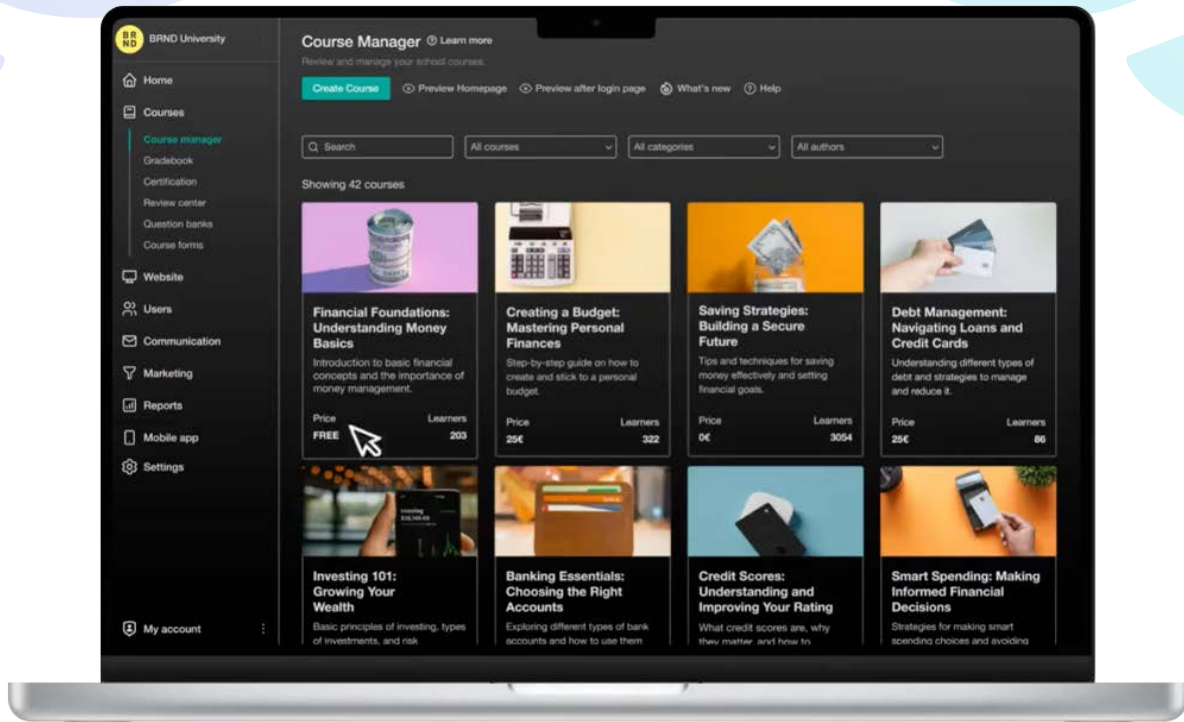 BR
ND
BRND University
Home
Courses
Course manager
Gradebook
Certification
Review center
Question banks
Course forms
Website
Users
Communication
Marketing
Reports
Mobile app
Settings
My account
Course Manager Learn more
Review and manage your school courses.
Create Course Preview Homepage Preview after login page What's new Help
Search All courses All categories All authors
Showing 42 courses
Financial Foundations:
Understanding Money
Basics
Introduction to basic financial
concepts and the importance of
money management.
Price Learners
FREE 203
Creating a Budget:
Mastering Personal
Finances
Step-by-step guide on how to
create and stick to a personal
budget.
Price Learners
25€ 322
Saving Strategies:
Building a Secure
Future
Tips and techniques for saving
money effectively and setting
financial goals.
Price Learners
0€ 3054
Debt Management:
Navigating Loans and
Credit Cards
Understanding different types of
debt and strategies to manage
and reduce it.
Price Learners
25€ 86
Investing
Investing 101:
Growing Your
Wealth
Basic principles of investing, types
of investments, and risk
Banking Essentials:
Choosing the Right
Accounts
Exploring different types of bank
accounts and how to use them
Credit Scores:
Understanding and
Improving Your Rating
What credit scores are, why
they matter, and how to
Smart Spending: Making
Informed Financial
Decisions
Strategies for making smart
spending choices and avoiding